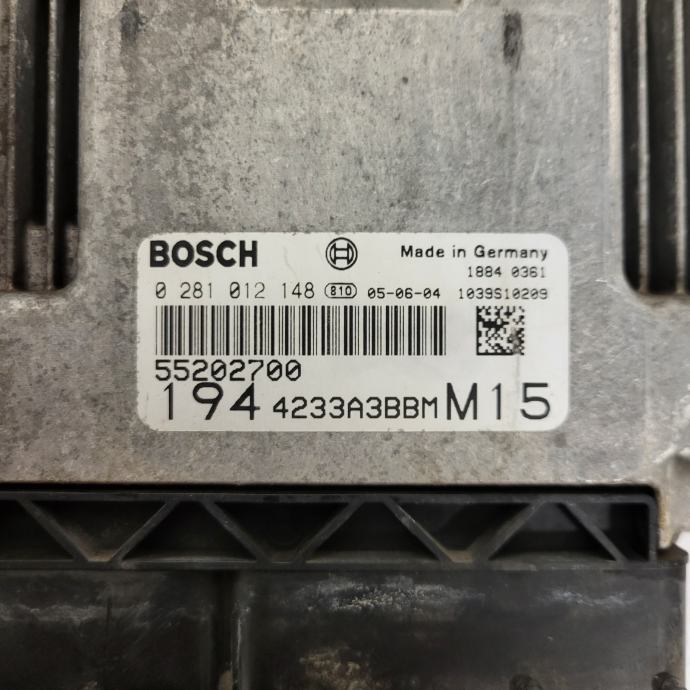 BOSCH Made in Germany
1884 0361
0 281 012 148 810 05-06-04 1039S10209
55202700
194 4233A3BBM M15